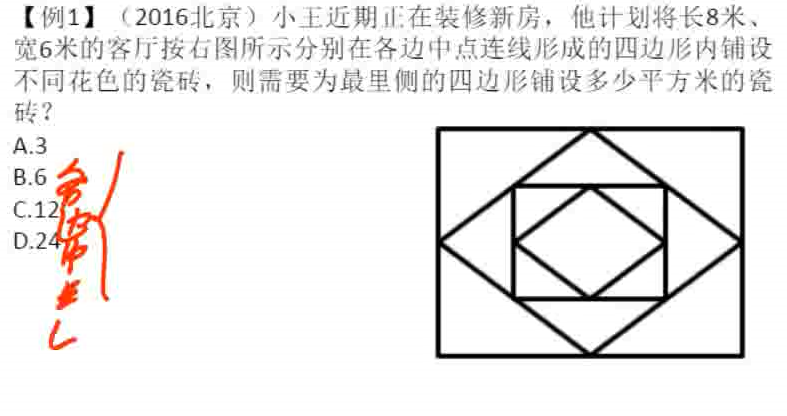 【例1】（2016北京）小王近期正在装修新房，他计划将长8米、
宽6米的客厅按右图所示分别在各边中点连线形成的四边形内铺设
不同花色的瓷砖，则需要为最里侧的四边形铺设多少平方米的瓷
砖？
A.3
B.6
C.12
D.24